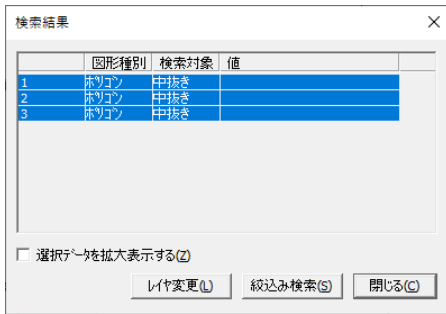 検索結果
図形種別 検索対象 値
1 ﾎﾟﾘｺﾞﾝ 中抜き
2 ﾎﾟﾘｺﾞﾝ 中抜き
3 ﾎﾟﾘｺﾞﾝ 中抜き
選択ﾃﾞｰﾀを拡大表示する(Z)
ﾚｲﾔ変更(L) 絞込み検索(S) 閉じる(C)